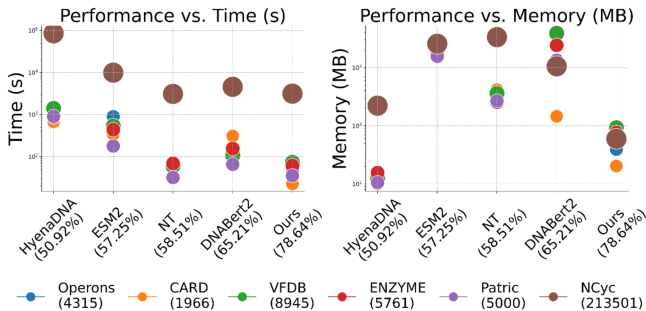 Performance vs. Time (s)
Time (s)
10⁵
10⁴
10³
10²
HyenaDNA
(50.92%)
ESM2
(57.25%)
NT
(58.51%)
DNABert2
(65.21%)
Ours
(78.64%)
Performance vs. Memory (MB)
Memory (MB)
10³
10²
10¹
HyenaDNA
(50.92%)
ESM2
(57.25%)
NT
(58.51%)
DNABert2
(65.21%)
Ours
(78.64%)
Operons
(4315)
CARD
(1966)
VFDB
(8945)
ENZYME
(5761)
Patric
(5000)
NCyc
(213501)